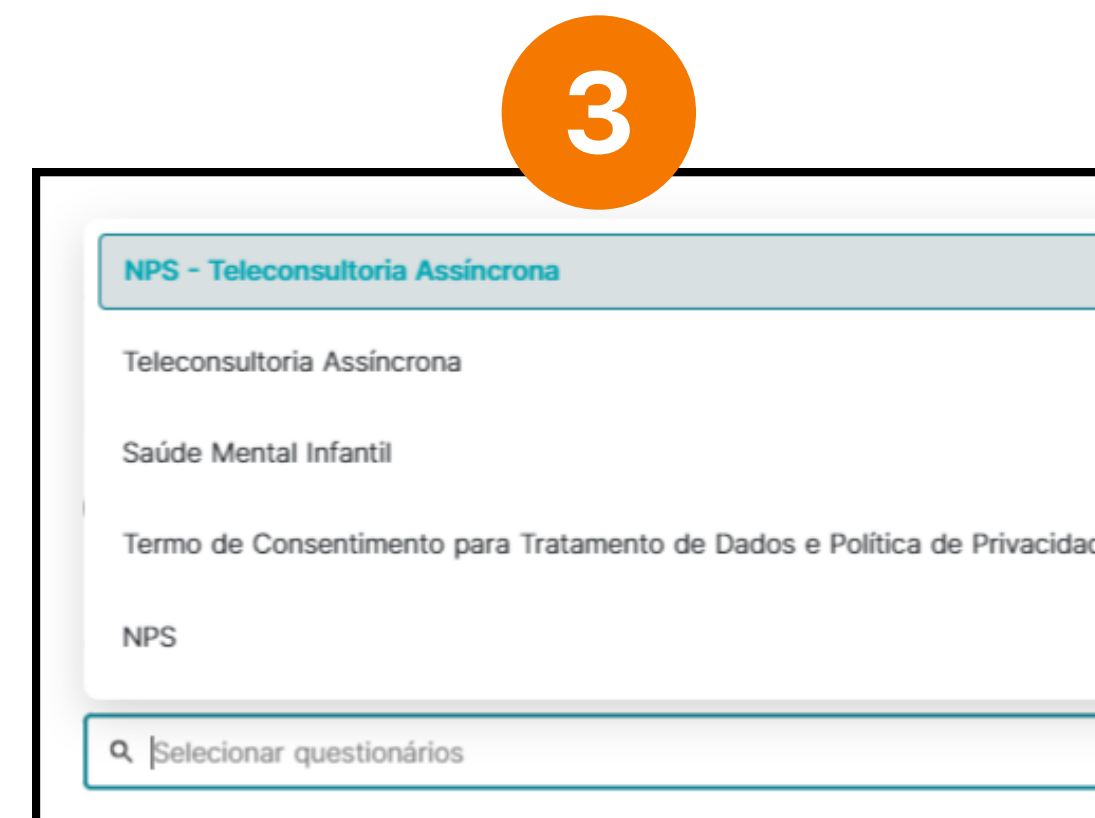 3
NPS - Teleconsultoria Assíncrona
Teleconsultoria Assíncrona
Saúde Mental Infantil
Termo de Consentimento para Tratamento de Dados e Política de
NPS
Selecionar questionários